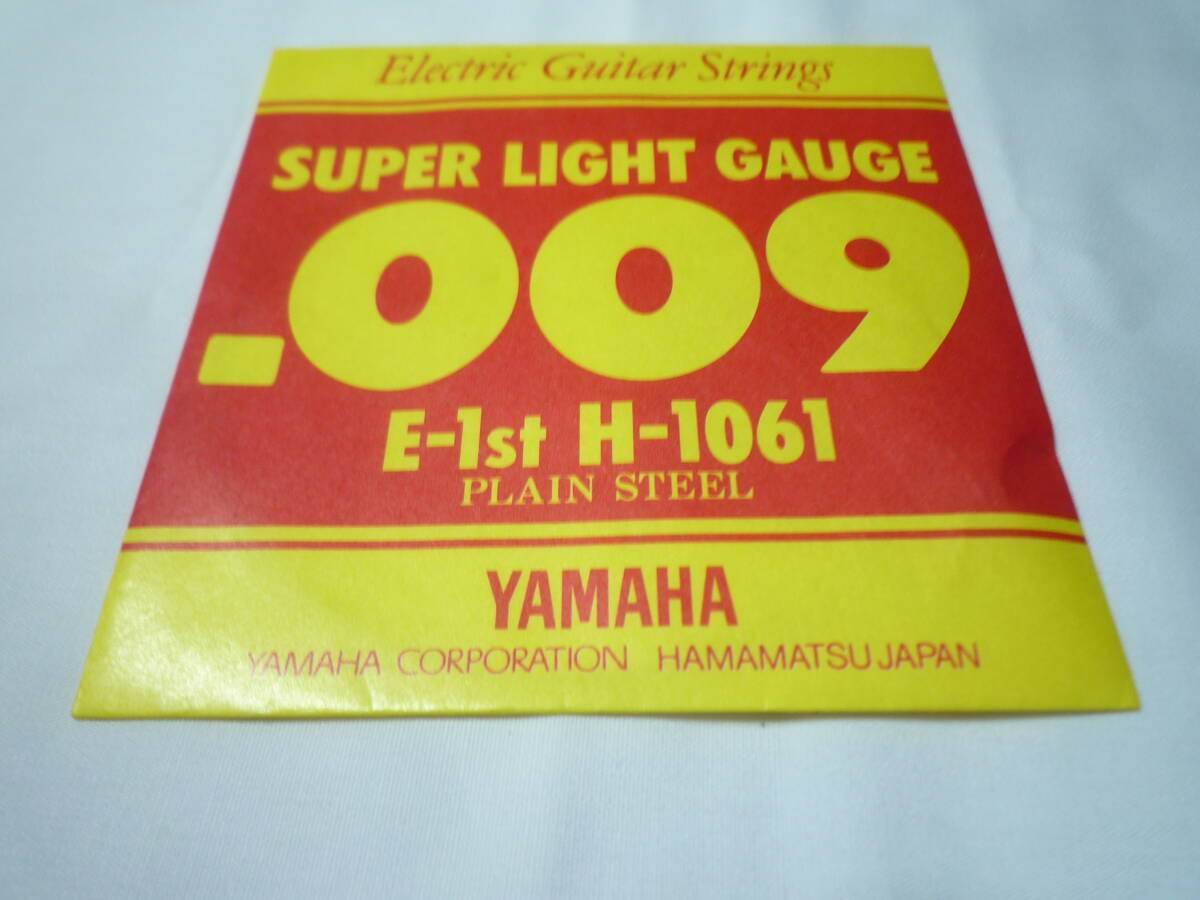 Electric Guitar Strings
SUPER LIGHT GAUGE
.009
E-1st H-1061
PLAIN STEEL
YAMAHA
YAMAHA CORPORATION HAMAMATSU JAPAN